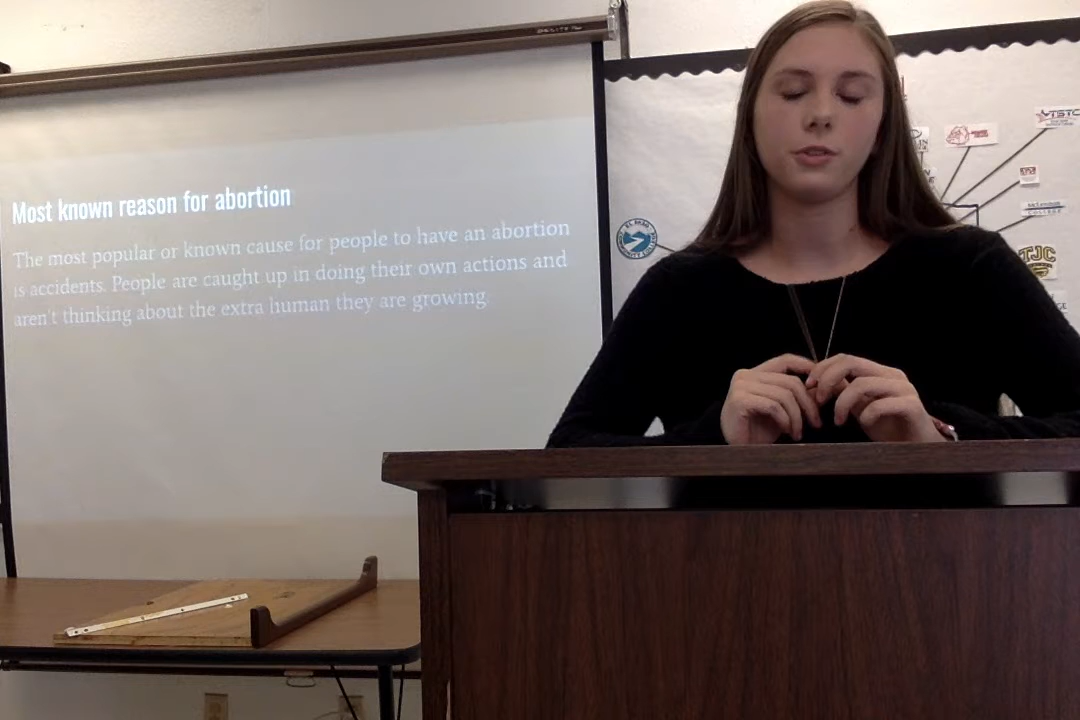 Most known reason for abortion
The most popular or known cause for people to have an abortion
is accidents. People are caught up in doing their own actions and
aren't thinking about the extra human they are growing.
TSTC
TJC